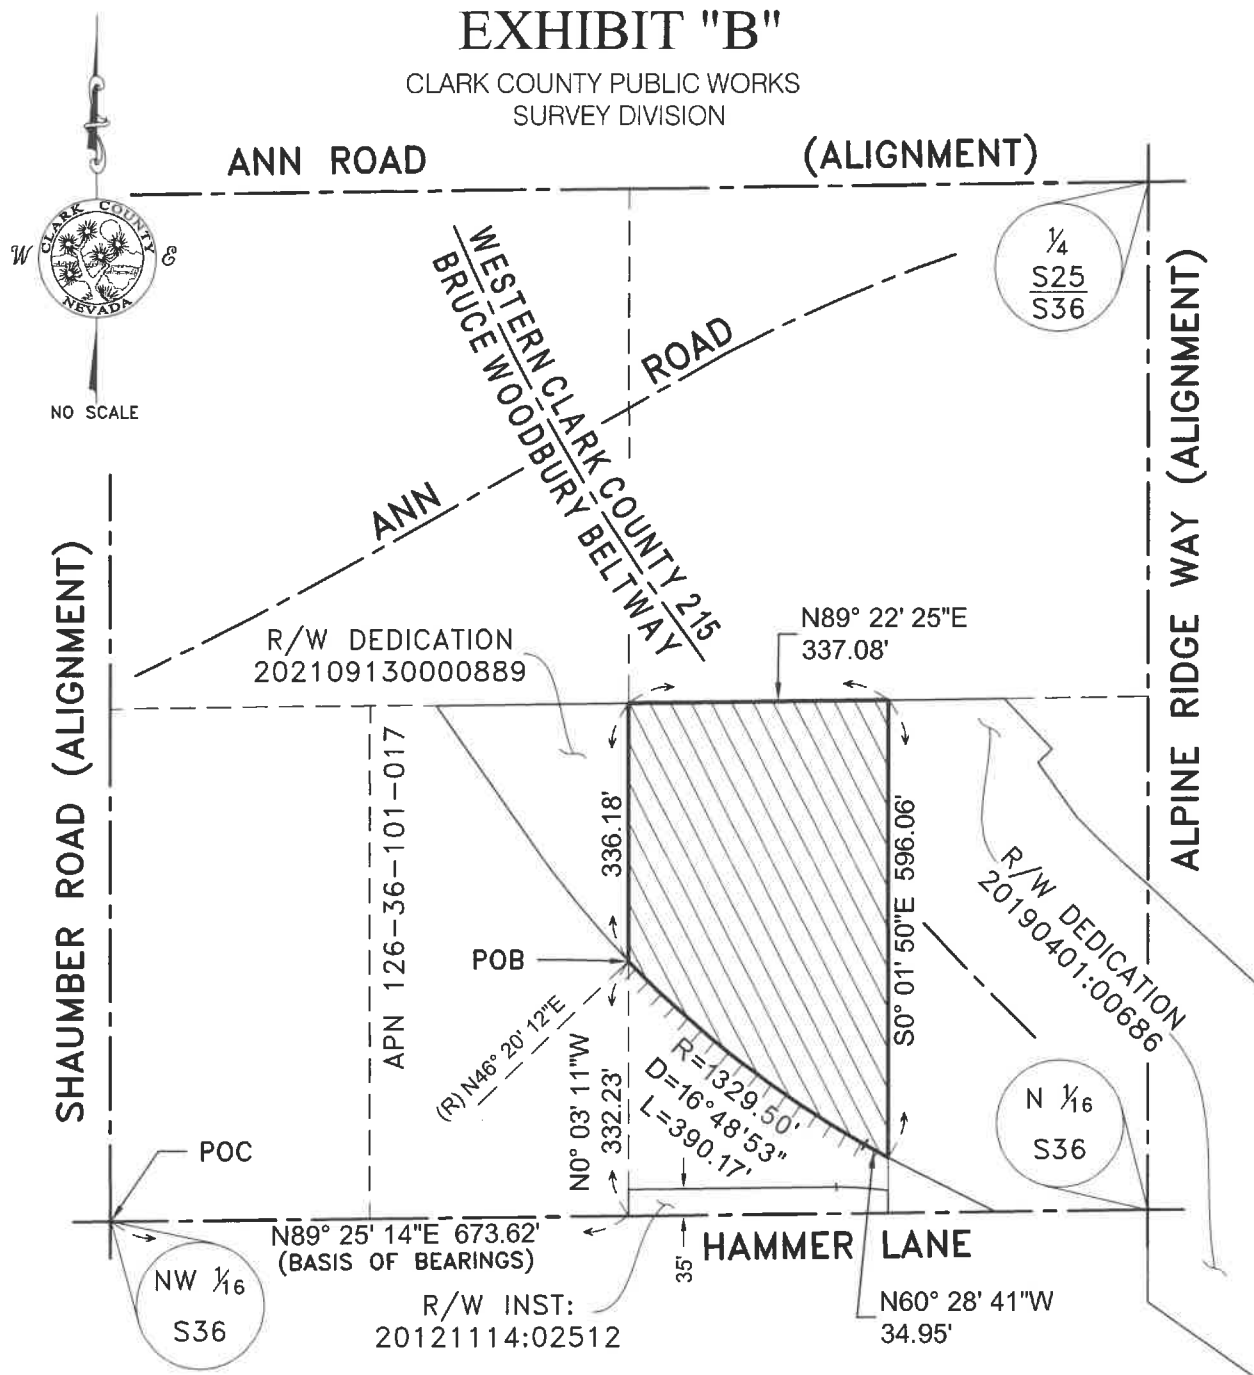 EXHIBIT "B"
CLARK COUNTY PUBLIC WORKS
SURVEY DIVISION
ANN ROAD
(ALIGNMENT)
W
CLARK COUNTY
NEVADA
E
NO SCALE
1/4
S25
S36
WESTERN CLARK COUNTY 215
BRUCE WOODBURY BELTWAY
ANN ROAD
ALPINE RIDGE WAY (ALIGNMENT)
SHAUMBER ROAD (ALIGNMENT)
R/W DEDICATION
202109130000889
N89° 22' 25"E
337.08'
APN 126-36-101-017
336.18'
S0° 01' 50"E 596.06'
R/W DEDICATION
20190401:00686
POB
(R) N46° 20' 12"E
N0° 03' 11"W
332.23'
R=1329.50'
D=16°48'53"
L=390.17'
N 1/16
S36
POC
N89° 25' 14"E 673.62'
(BASIS OF BEARINGS)
35'
HAMMER LANE
NW 1/16
S36
R/W INST:
20121114:02512
N60° 28' 41"W
34.95'